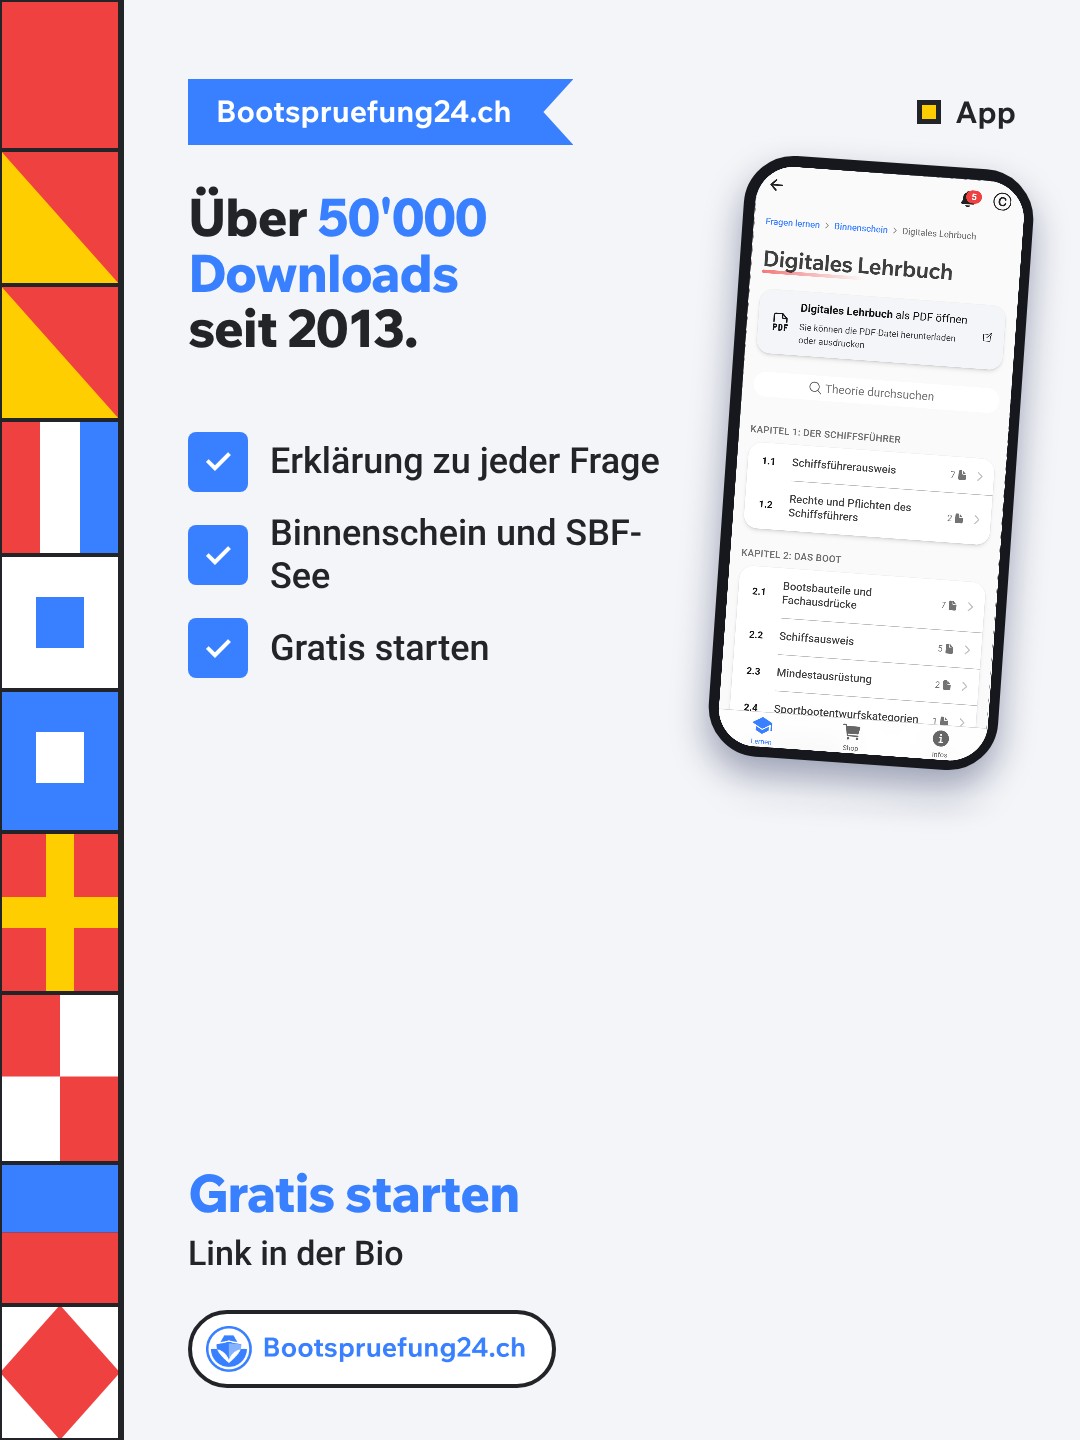 Bootspruefung24.ch
App
Über 50'000
Downloads
seit 2013.
Erklärung zu jeder Frage
Binnenschein und SBF-
See
Gratis starten
5
C
Fragen lernen > Binnenschein > Digitales Lehrbuch
Digitales Lehrbuch
PDF
Digitales Lehrbuch als PDF öffnen
Sie können die PDF-Datei herunterladen
oder ausdrucken
Theorie durchsuchen
KAPITEL 1: DER SCHIFFSFÜHRER
1.1 Schiffsführerausweis 7
1.2 Rechte und Pflichten des
Schiffsführers 2
KAPITEL 2: DAS BOOT
2.1 Bootsbauteile und
Fachausdrücke 7
2.2 Schiffsausweis 5
2.3 Mindestausrüstung 2
2.4 Sportbootentwurfskategorien 1
Lernen Shop Infos
Gratis starten
Link in der Bio
Bootspruefung24.ch